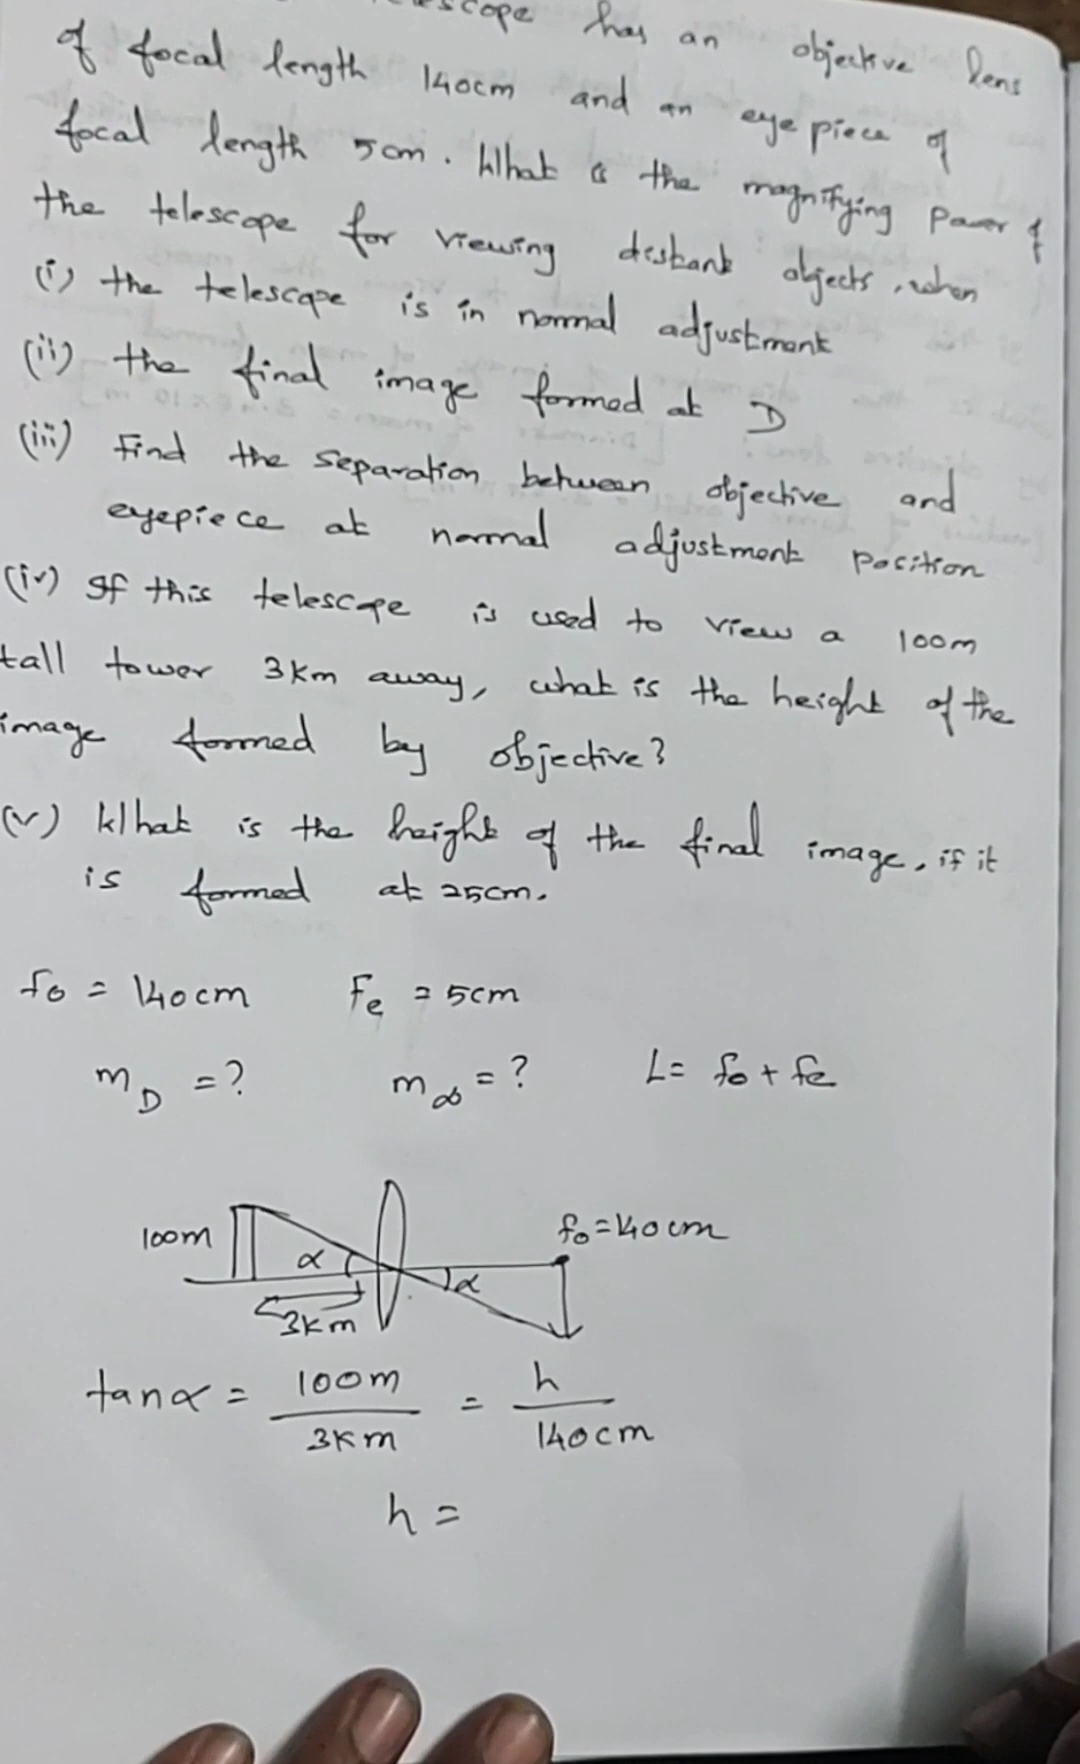 has an objective lens
of focal length 140cm and an eye piece of
focal length 5cm. What is the magnifying power of
the telescope for viewing distant objects, when
(i) the telescope is in normal adjustment
(ii) the final image formed at D
(iii) Find the separation between objective and
eyepiece at normal adjustment position
(iv) If this telescope is used to view a 100m
tall tower 3km away, what is the height of the
image formed by objective?
(v) What is the height of the final image, if it
is formed at 25cm.
fo = 140cm Fe = 5cm
mD = ? m∞ = ? L = fo + fe
100m α fo = 140cm
α
3km
tanα = 100m / 3km = h / 140cm
h =